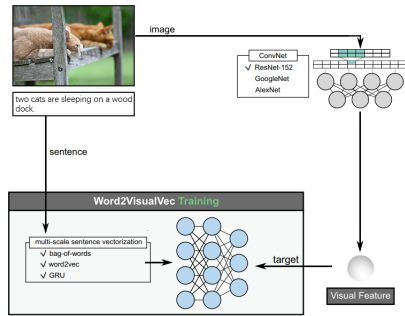 image
ConvNet
✓ ResNet-152
GoogleNet
AlexNet
two cats are sleeping on a wood
dock.
sentence
Word2VisualVec Training
multi-scale sentence vectorization
✓ bag-of-words
✓ word2vec
✓ GRU
target
Visual Feature